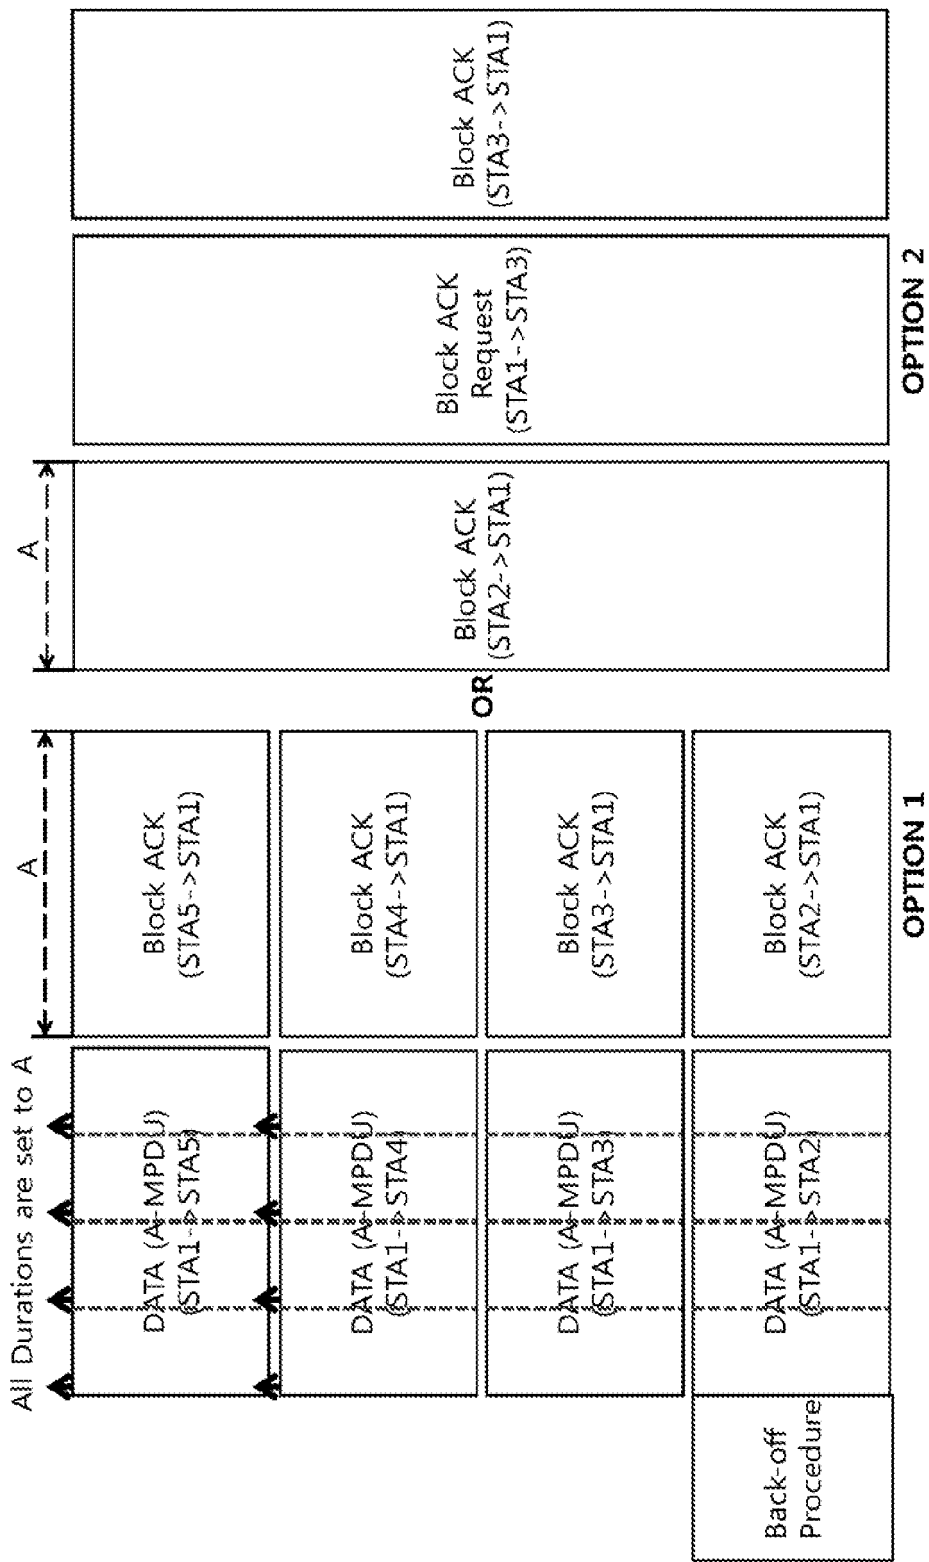 All Durations are set to A
A
A
Back-off
Procedure
DATA (A-MPDU)
(STA1->STA5)
DATA (A-MPDU)
(STA1->STA4)
DATA (A-MPDU)
(STA1->STA3)
DATA (A-MPDU)
(STA1->STA2)
Block ACK
(STA5->STA1)
Block ACK
(STA4->STA1)
Block ACK
(STA3->STA1)
Block ACK
(STA2->STA1)
OPTION 1
OR
Block ACK
(STA2->STA1)
Block ACK
Request
(STA1->STA3)
Block ACK
(STA3->STA1)
OPTION 2